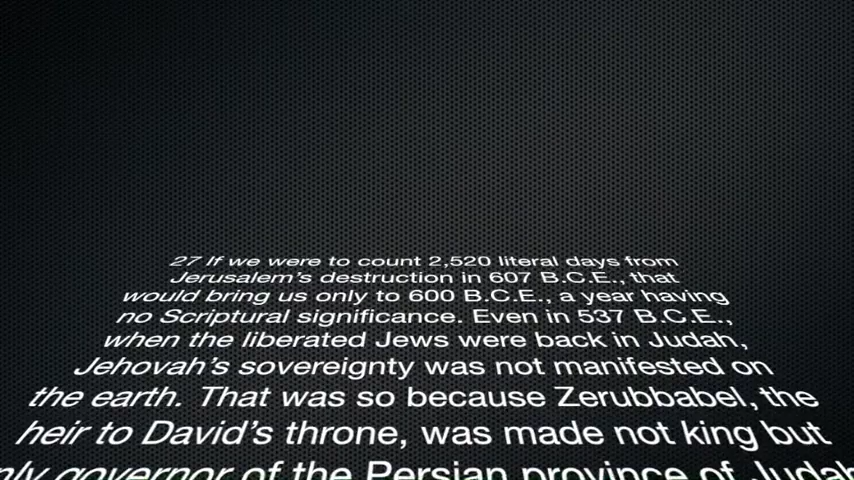 27 If we were to count 2,520 literal days from
Jerusalem's destruction in 607 B.C.E., that
would bring us only to 600 B.C.E., a year having
no Scriptural significance. Even in 537 B.C.E.,
when the liberated Jews were back in Judah,
Jehovah's sovereignty was not manifested on
the earth. That was so because Zerubbabel, the
heir to David's throne, was made not king but
governor of the Persian province of Judah